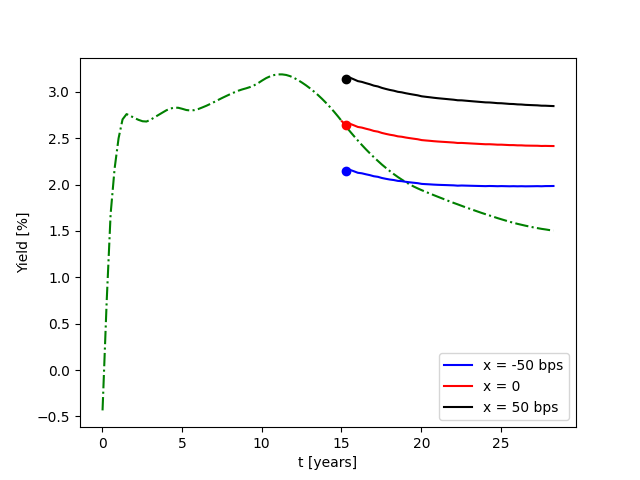 Yield [%]
3.0
2.5
2.0
1.5
1.0
0.5
0.0
−0.5
0 5 10 15 20 25
t [years]
x = -50 bps
x = 0
x = 50 bps